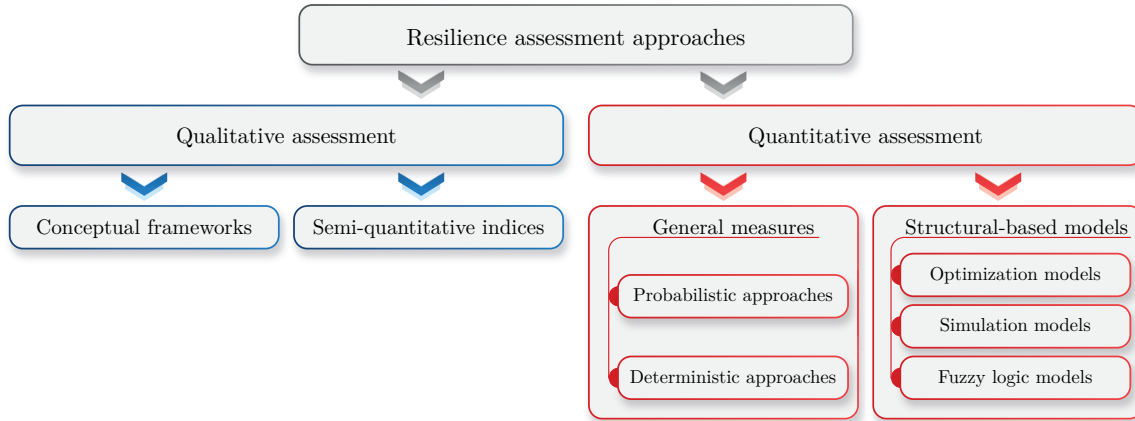 Resilience assessment approaches
Qualitative assessment
Quantitative assessment
Conceptual frameworks
Semi-quantitative indices
General measures
Probabilistic approaches
Deterministic approaches
Structural-based models
Optimization models
Simulation models
Fuzzy logic models